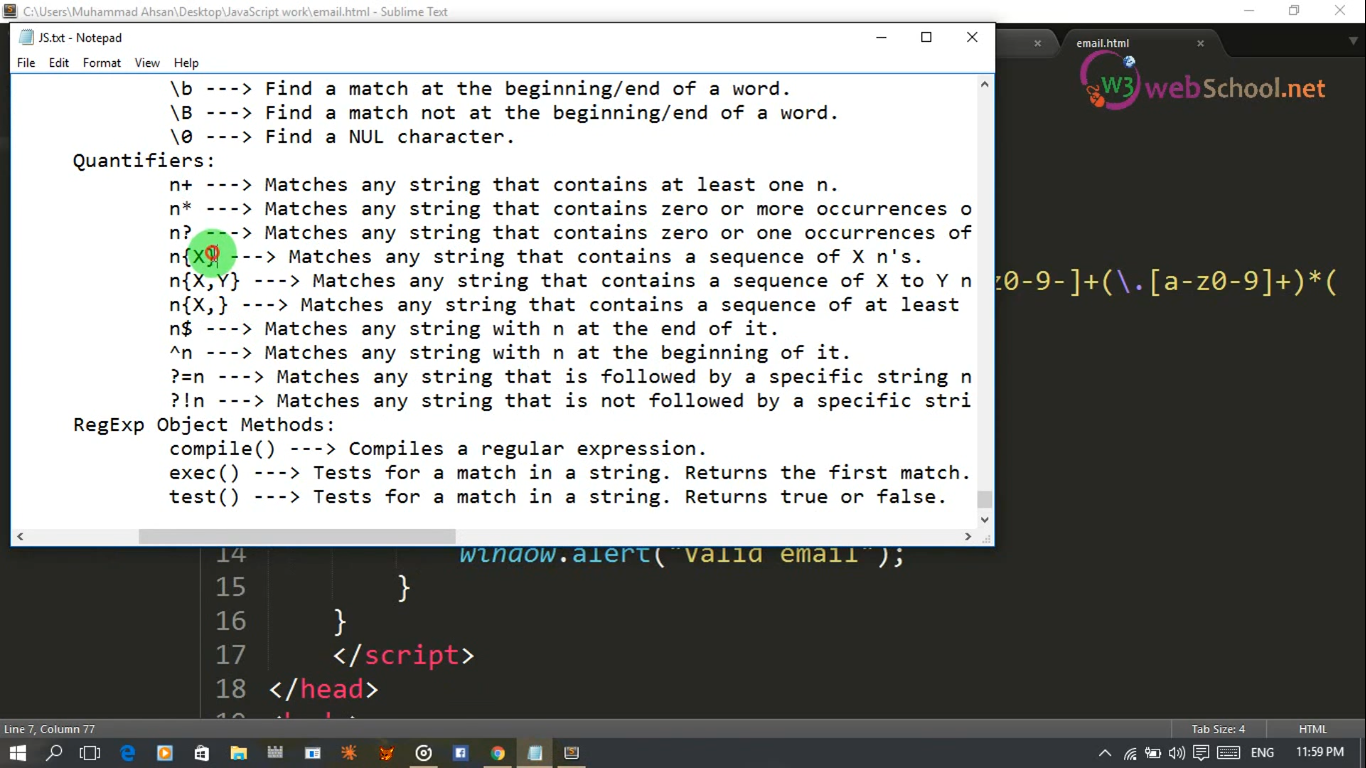 C:\Users\Muhammad Ahsan\Desktop\JavaScript work\email.html - Sublime Text
JS.txt - Notepad
email.html
File Edit Format View Help
W3 webSchool.net
\b ---> Find a match at the beginning/end of a word.
\B ---> Find a match not at the beginning/end of a word.
\0 ---> Find a NUL character.
Quantifiers:
n+ ---> Matches any string that contains at least one n.
n* ---> Matches any string that contains zero or more occurrences o
n? ---> Matches any string that contains zero or one occurrences of
n{X} ---> Matches any string that contains a sequence of X n's.
n{X,Y} ---> Matches any string that contains a sequence of X to Y n
z0-9-]+(\.[a-z0-9]+)*(
n{X,} ---> Matches any string that contains a sequence of at least
n$ ---> Matches any string with n at the end of it.
^n ---> Matches any string with n at the beginning of it.
?=n ---> Matches any string that is followed by a specific string n
?!n ---> Matches any string that is not followed by a specific stri
RegExp Object Methods:
compile() ---> Compiles a regular expression.
exec() ---> Tests for a match in a string. Returns the first match.
test() ---> Tests for a match in a string. Returns true or false.
14 window.alert("Valid email");
15 }
16 }
17 </script>
18 </head>
Line 7, Column 77
Tab Size: 4
HTML
ENG
11:59 PM